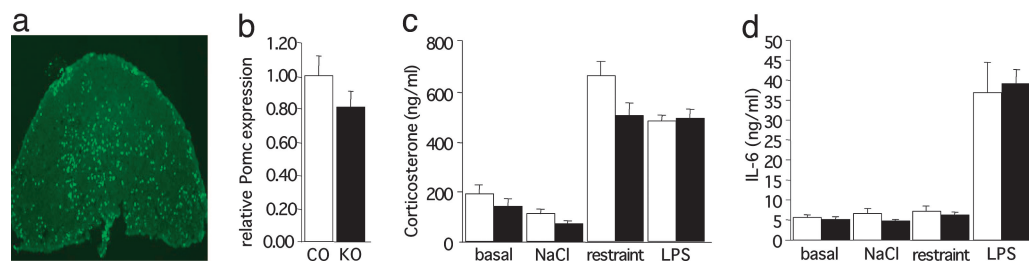 a
b
c
d
relative Pomc expression
1.20
1.00
0.80
0.60
0.40
0.20
0.00
CO KO
Corticosterone (ng/ml)
800
600
400
200
0
basal NaCl restraint LPS
IL-6 (ng/ml)
50
45
40
35
30
25
20
15
10
5
0
basal NaCl restraint LPS